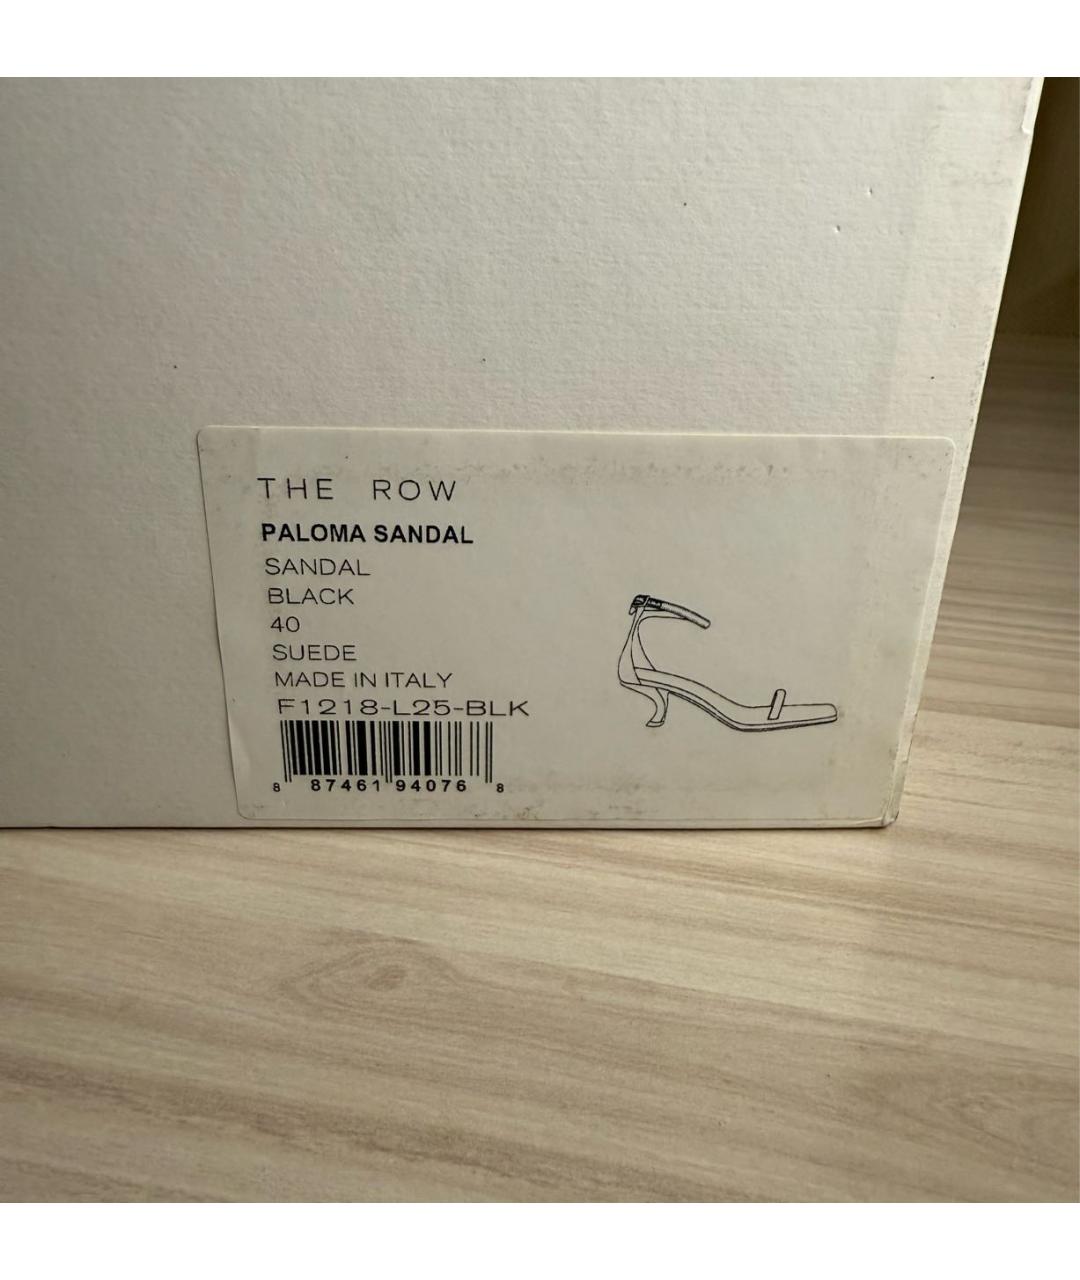 THE ROW
PALOMA SANDAL
SANDAL
BLACK
40
SUEDE
MADE IN ITALY
F1218-L25-BLK
8 87461 94076 8